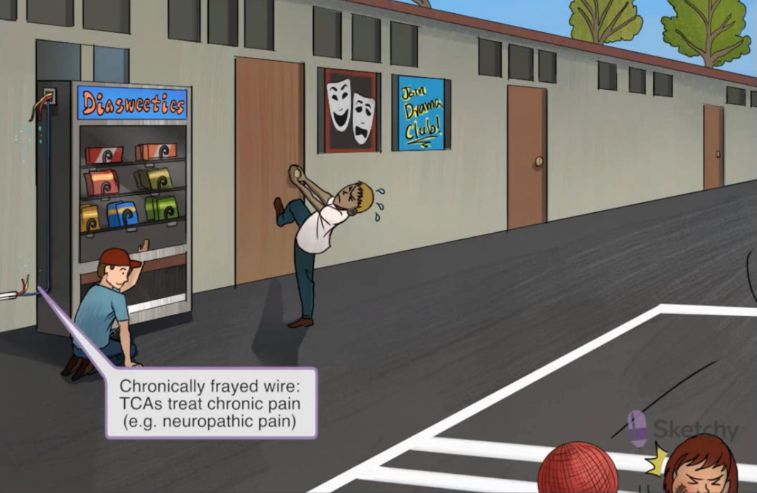 Diasweeties
Join
Drama
Club!
Chronically frayed wire:
TCAs treat chronic pain
(e.g. neuropathic pain)
Sketchy